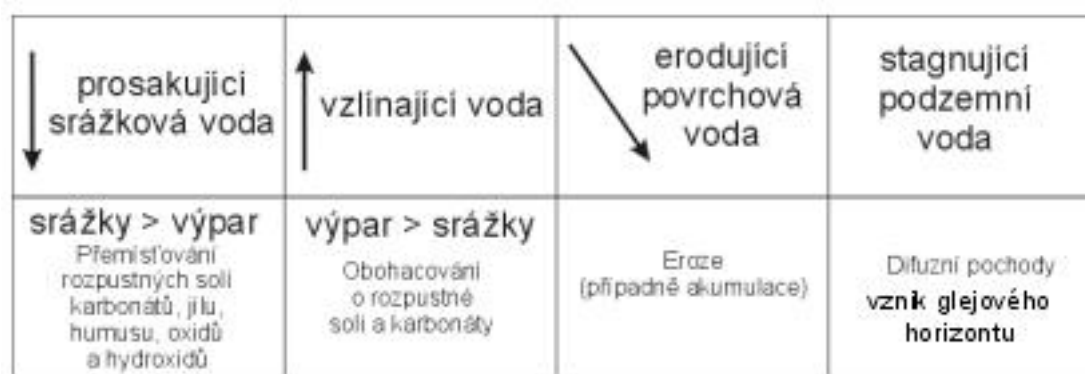 prosakující
srážková voda
vzlínající voda
erodující
povrchová
voda
stagnující
podzemní
voda
srážky > výpar
Přemísťování
rozpustných solí
karbonátů, jílu,
humusu, oxidů
a hydroxidů
výpar > srážky
Obohacování
o rozpustné
soli a karbonáty
Eroze
(případně akumulace)
Difuzní pochody
vznik glejového
horizontu